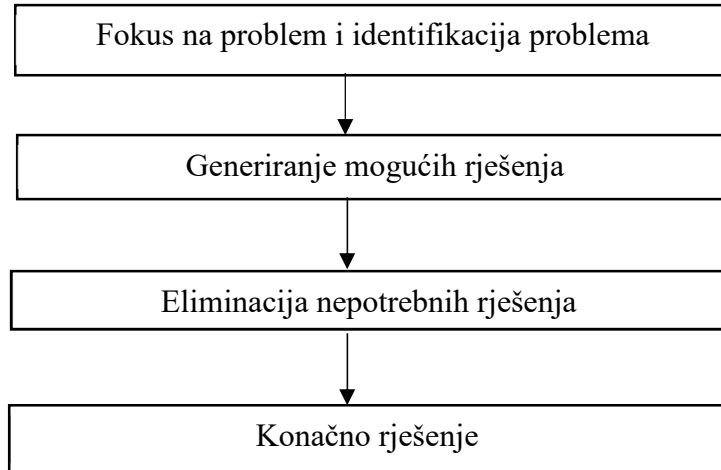 Fokus na problem i identifikacija problema
Generiranje mogućih rješenja
Eliminacija nepotrebnih rješenja
Konačno rješenje